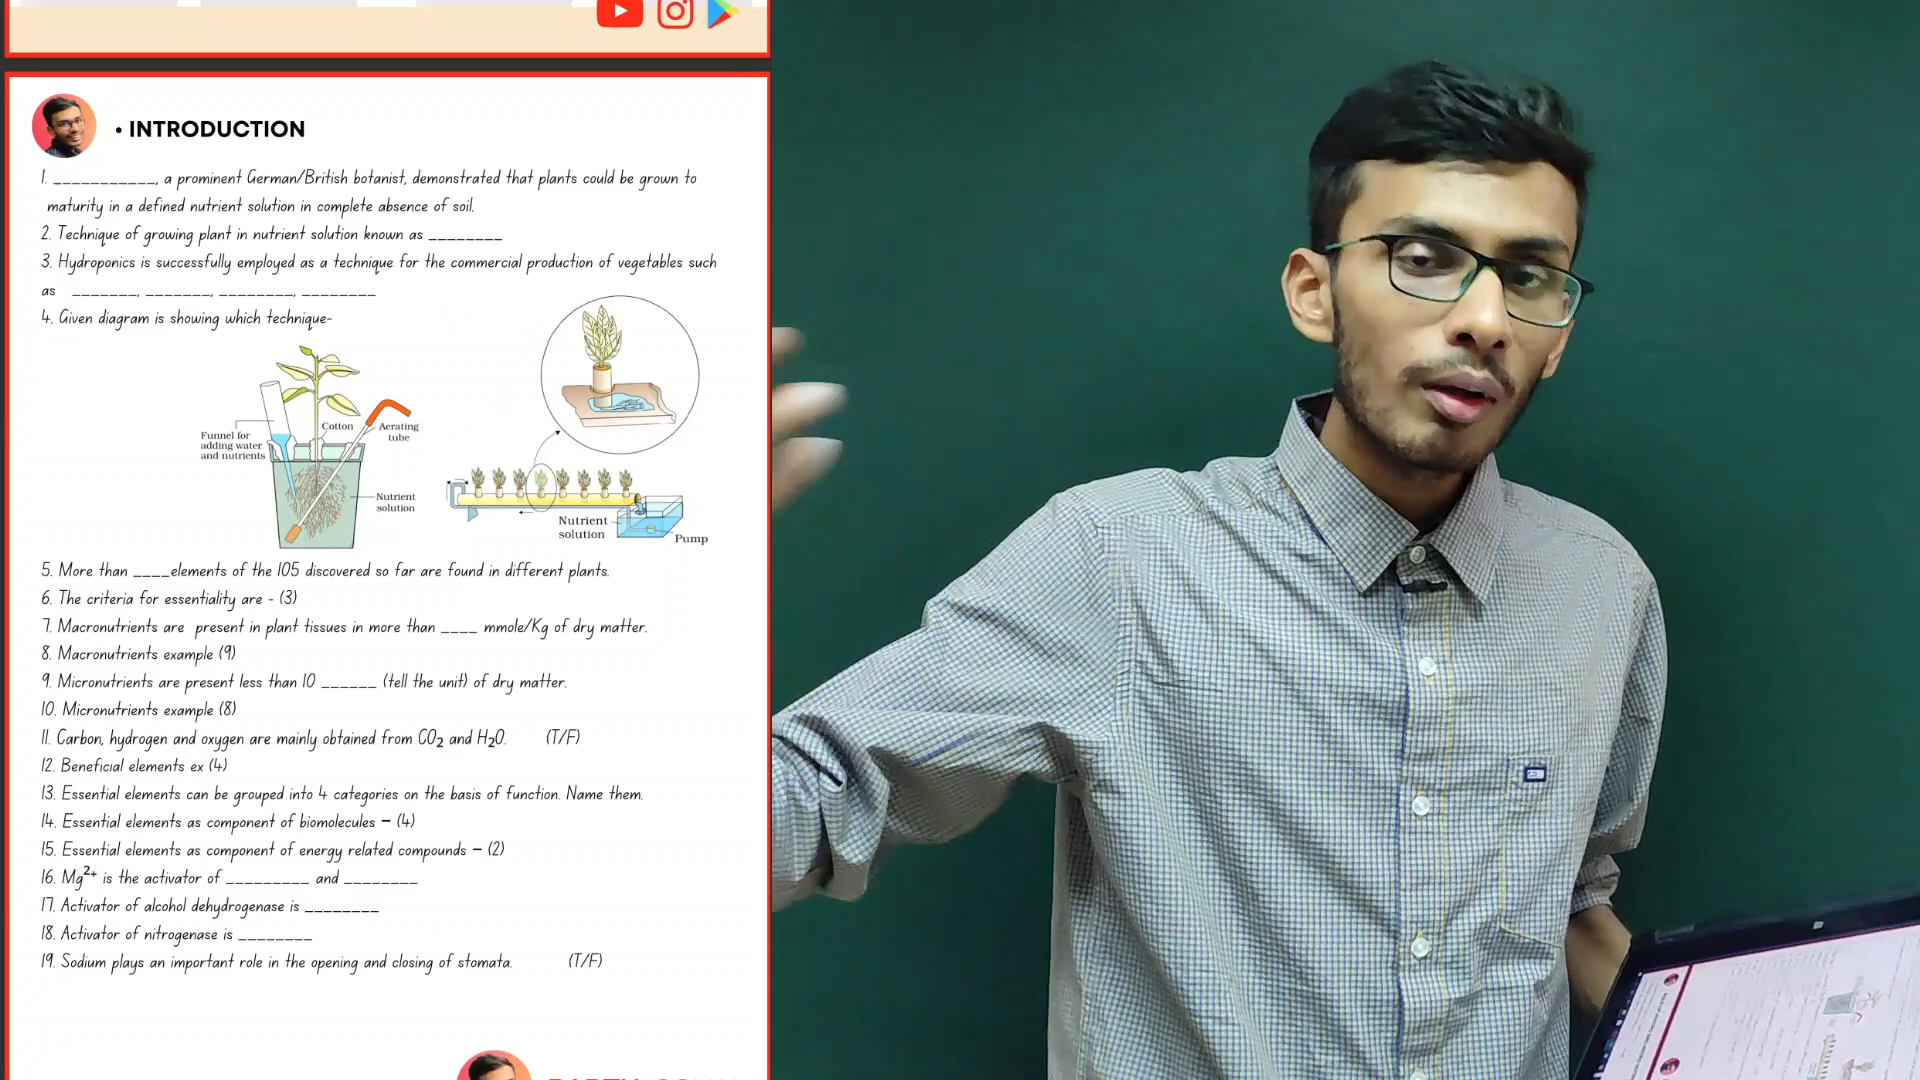 • INTRODUCTION
1. ___________, a prominent German/British botanist, demonstrated that plants could be grown to
maturity in a defined nutrient solution in complete absence of soil.
2. Technique of growing plant in nutrient solution known as ________
3. Hydroponics is successfully employed as a technique for the commercial production of vegetables such
as _______, _______, ________, ________
4. Given diagram is showing which technique-
Funnel for
adding water
and nutrients
Cotton
Aerating
tube
Nutrient
solution
Nutrient
solution
Pump
5. More than ____elements of the 105 discovered so far are found in different plants.
6. The criteria for essentiality are - (3)
7. Macronutrients are present in plant tissues in more than ____ mmole/Kg of dry matter.
8. Macronutrients example (9)
9. Micronutrients are present less than 10 ______ (tell the unit) of dry matter.
10. Micronutrients example (8)
11. Carbon, hydrogen and oxygen are mainly obtained from CO₂ and H₂O. (T/F)
12. Beneficial elements ex (4)
13. Essential elements can be grouped into 4 categories on the basis of function. Name them.
14. Essential elements as component of biomolecules – (4)
15. Essential elements as component of energy related compounds – (2)
16. Mg²⁺ is the activator of _________ and ________
17. Activator of alcohol dehydrogenase is ________
18. Activator of nitrogenase is ________
19. Sodium plays an important role in the opening and closing of stomata. (T/F)